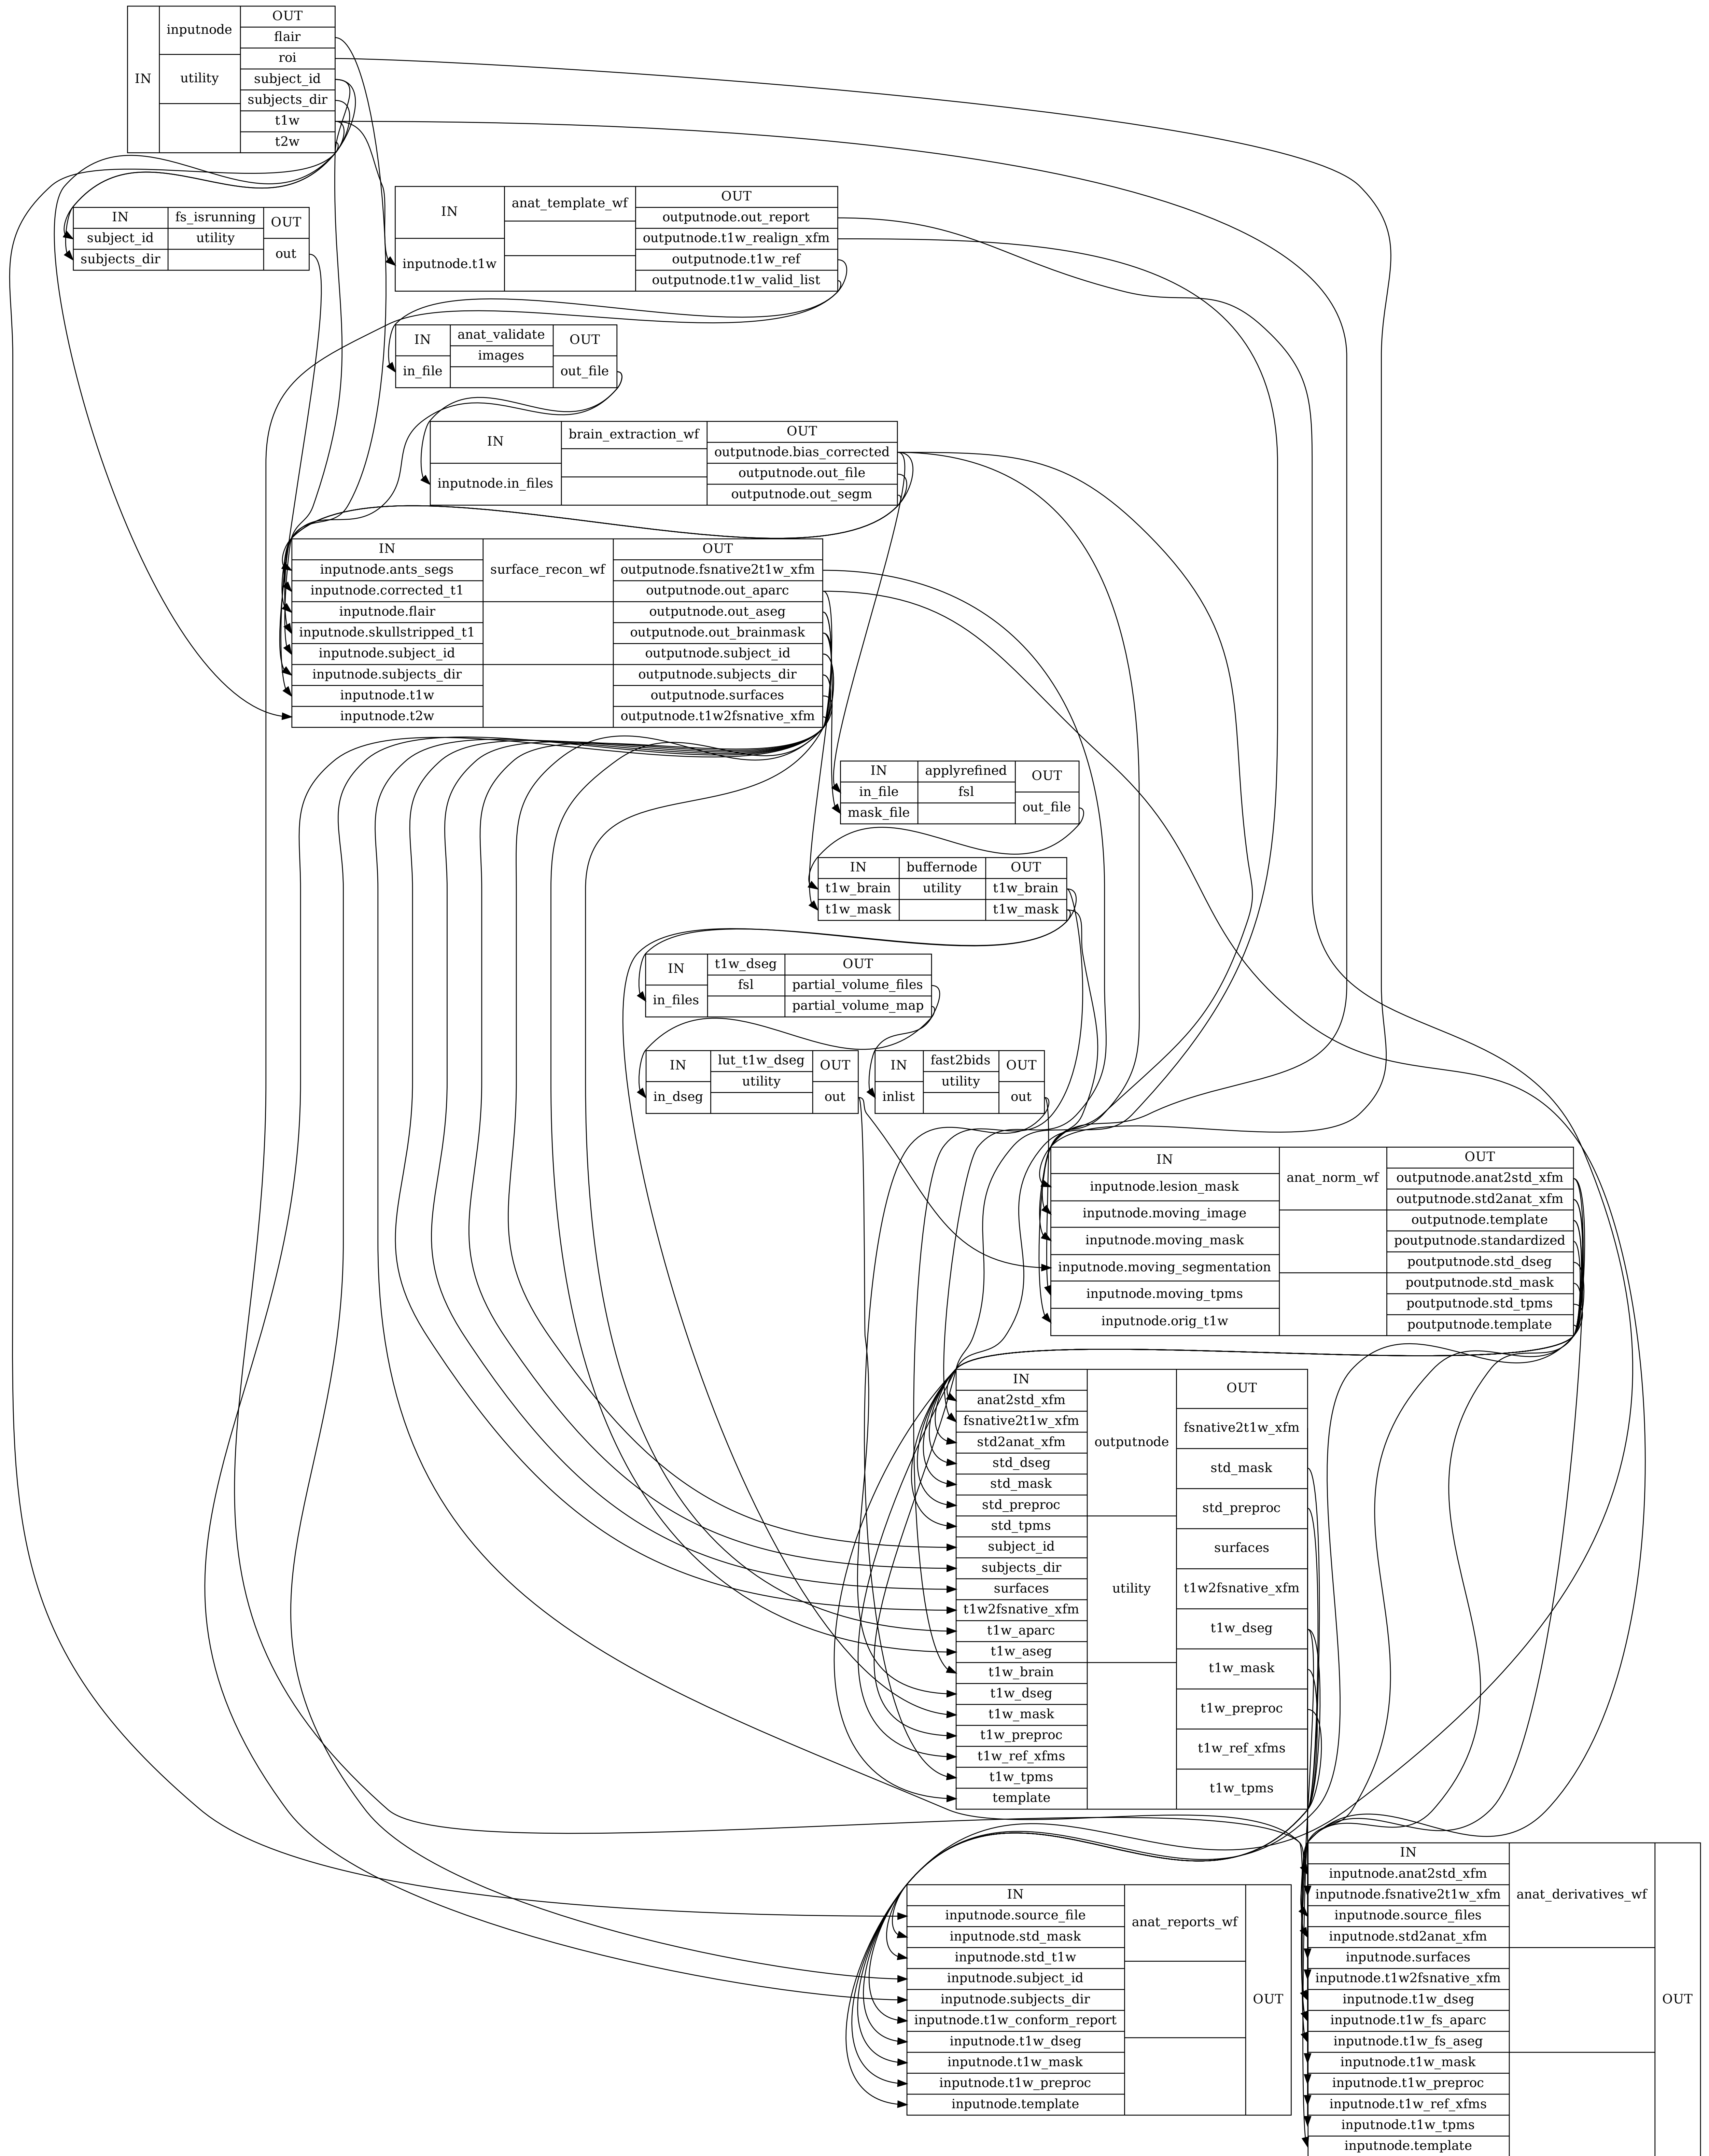 IN
inputnode
utility
OUT
flair
roi
subject_id
subjects_dir
t1w
t2w
IN
subject_id
subjects_dir
fs_isrunning
utility
OUT
out
IN
inputnode.t1w
anat_template_wf
OUT
outputnode.out_report
outputnode.t1w_realign_xfm
outputnode.t1w_ref
outputnode.t1w_valid_list
IN
in_file
anat_validate
images
OUT
out_file
IN
inputnode.in_files
brain_extraction_wf
OUT
outputnode.bias_corrected
outputnode.out_file
outputnode.out_segm
IN
inputnode.ants_segs
inputnode.corrected_t1
inputnode.flair
inputnode.skullstripped_t1
inputnode.subject_id
inputnode.subjects_dir
inputnode.t1w
inputnode.t2w
surface_recon_wf
OUT
outputnode.fsnative2t1w_xfm
outputnode.out_aparc
outputnode.out_aseg
outputnode.out_brainmask
outputnode.subject_id
outputnode.subjects_dir
outputnode.surfaces
outputnode.t1w2fsnative_xfm
IN
in_file
mask_file
applyrefined
fsl
OUT
out_file
IN
t1w_brain
t1w_mask
buffernode
utility
OUT
t1w_brain
t1w_mask
IN
in_files
t1w_dseg
fsl
OUT
partial_volume_files
partial_volume_map
IN
in_dseg
lut_t1w_dseg
utility
OUT
out
IN
inlist
fast2bids
utility
OUT
out
IN
inputnode.lesion_mask
inputnode.moving_image
inputnode.moving_mask
inputnode.moving_segmentation
inputnode.moving_tpms
inputnode.orig_t1w
anat_norm_wf
OUT
outputnode.anat2std_xfm
outputnode.std2anat_xfm
outputnode.template
poutputnode.standardized
poutputnode.std_dseg
poutputnode.std_mask
poutputnode.std_tpms
poutputnode.template
IN
anat2std_xfm
fsnative2t1w_xfm
std2anat_xfm
std_dseg
std_mask
std_preproc
std_tpms
subject_id
subjects_dir
surfaces
t1w2fsnative_xfm
t1w_aparc
t1w_aseg
t1w_brain
t1w_dseg
t1w_mask
t1w_preproc
t1w_ref_xfms
t1w_tpms
template
outputnode
utility
OUT
fsnative2t1w_xfm
std_mask
std_preproc
surfaces
t1w2fsnative_xfm
t1w_dseg
t1w_mask
t1w_preproc
t1w_ref_xfms
t1w_tpms
IN
inputnode.source_file
inputnode.std_mask
inputnode.std_t1w
inputnode.subject_id
inputnode.subjects_dir
inputnode.t1w_conform_report
inputnode.t1w_dseg
inputnode.t1w_mask
inputnode.t1w_preproc
inputnode.template
anat_reports_wf
OUT
IN
inputnode.anat2std_xfm
inputnode.fsnative2t1w_xfm
inputnode.source_files
inputnode.std2anat_xfm
inputnode.surfaces
inputnode.t1w2fsnative_xfm
inputnode.t1w_dseg
inputnode.t1w_fs_aparc
inputnode.t1w_fs_aseg
inputnode.t1w_mask
inputnode.t1w_preproc
inputnode.t1w_ref_xfms
inputnode.t1w_tpms
inputnode.template
anat_derivatives_wf
OUT